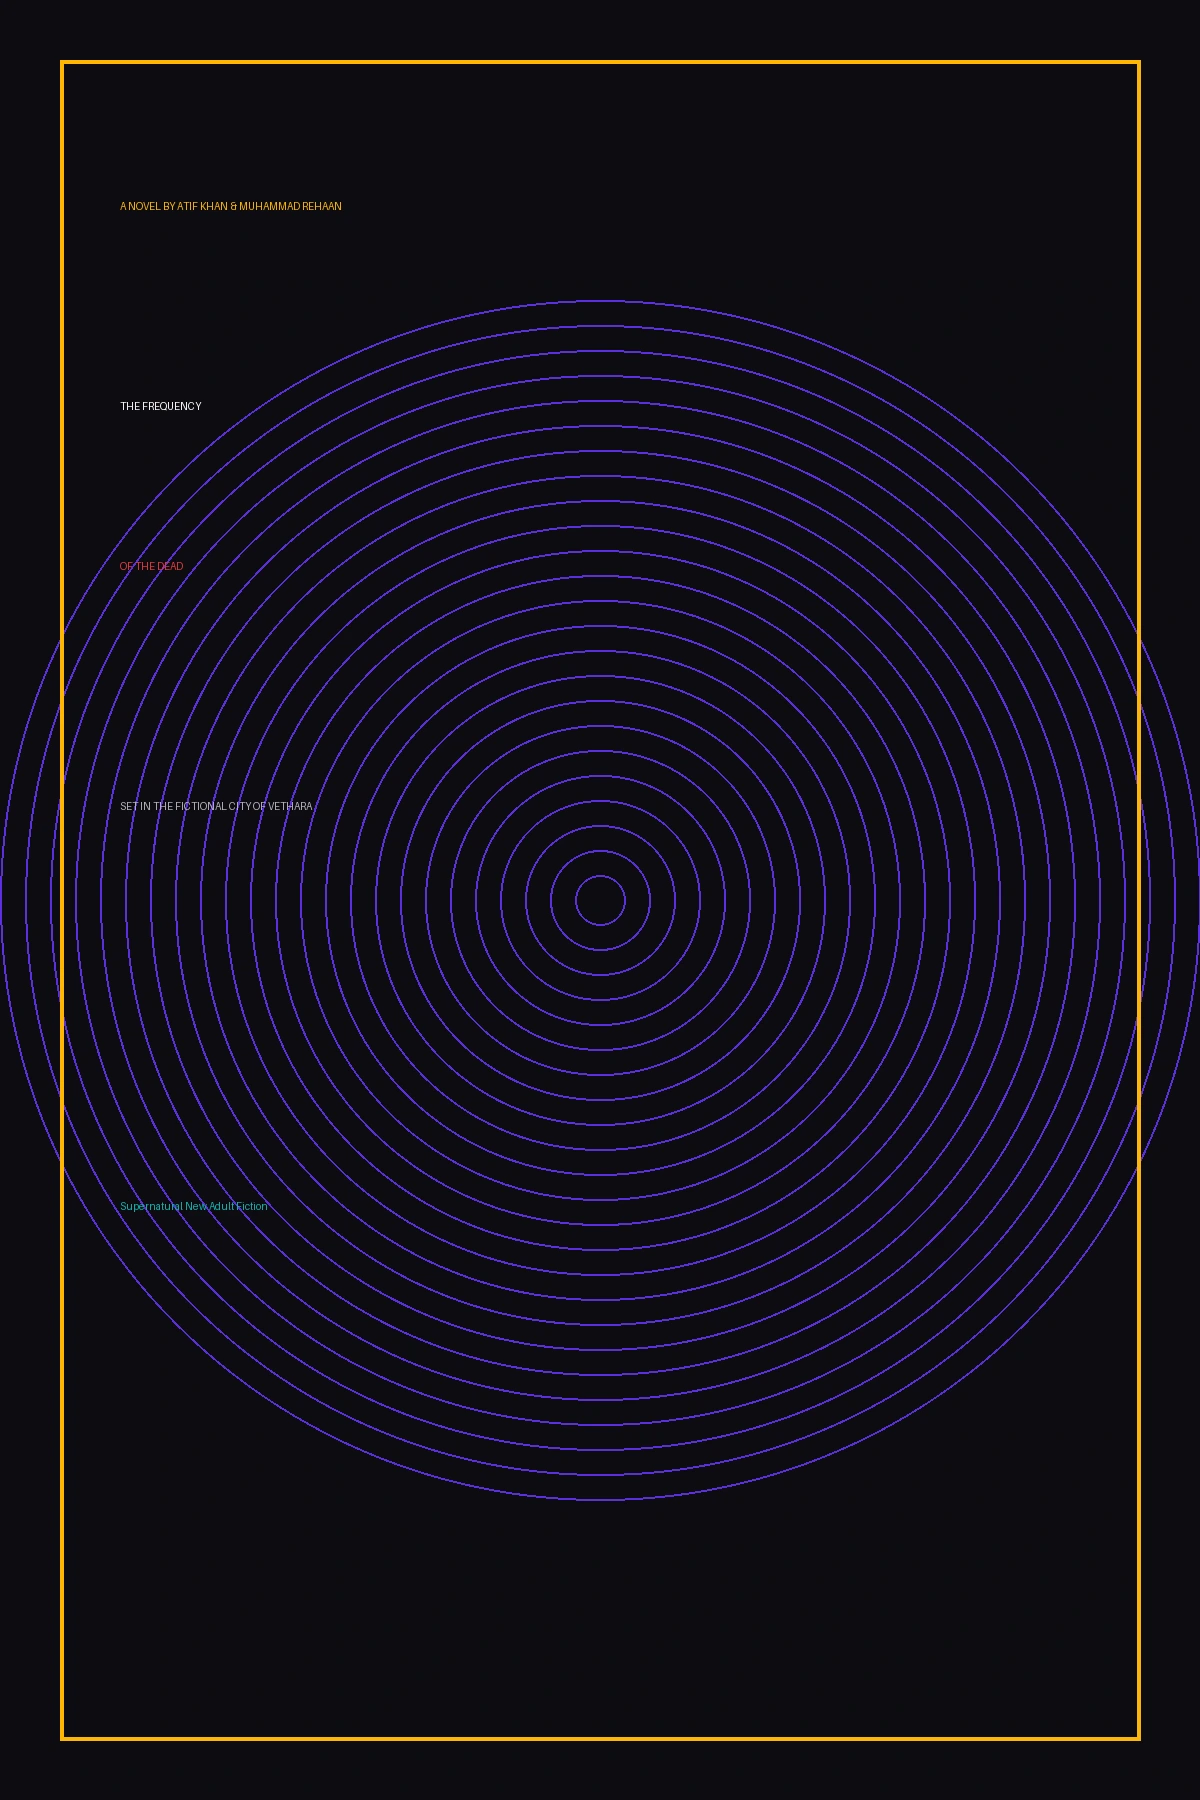 A NOVEL BY ATIF KHAN & MUHAMMAD REHAAN
THE FREQUENCY
OF THE DEAD
SET IN THE FICTIONAL CITY OF VETHARA
Supernatural New Adult Fiction